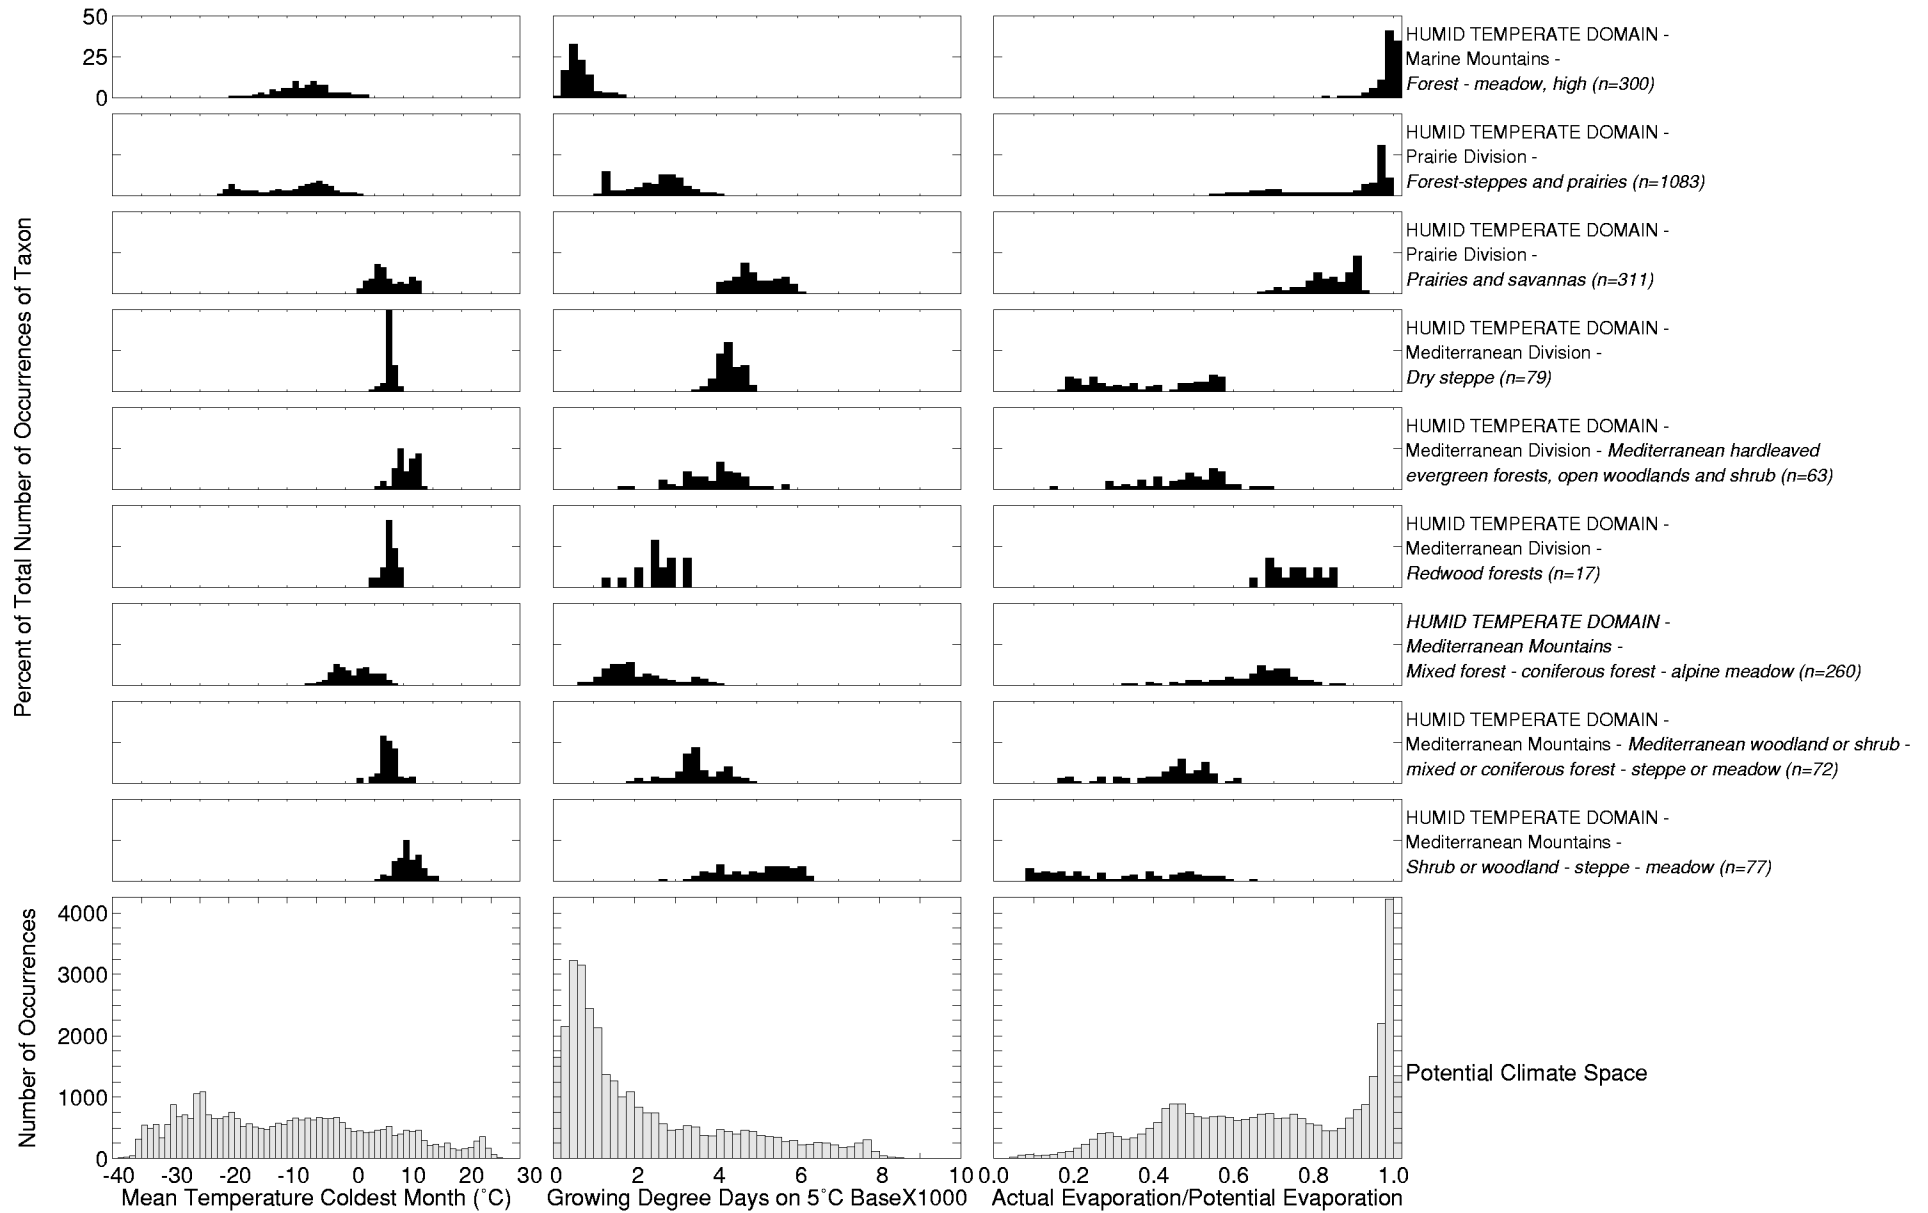 50
25
0
HUMID TEMPERATE DOMAIN -
Marine Mountains -
Forest - meadow, high (n=300)
HUMID TEMPERATE DOMAIN -
Prairie Division -
Forest-steppes and prairies (n=1083)
HUMID TEMPERATE DOMAIN -
Prairie Division -
Prairies and savannas (n=311)
HUMID TEMPERATE DOMAIN -
Mediterranean Division -
Dry steppe (n=79)
HUMID TEMPERATE DOMAIN -
Mediterranean Division - Mediterranean hardleaved
evergreen forests, open woodlands and shrub (n=63)
HUMID TEMPERATE DOMAIN -
Mediterranean Division -
Redwood forests (n=17)
HUMID TEMPERATE DOMAIN -
Mediterranean Mountains -
Mixed forest - coniferous forest - alpine meadow (n=260)
HUMID TEMPERATE DOMAIN -
Mediterranean Mountains - Mediterranean woodland or shrub -
mixed or coniferous forest - steppe or meadow (n=72)
HUMID TEMPERATE DOMAIN -
Mediterranean Mountains -
Shrub or woodland - steppe - meadow (n=77)
Percent of Total Number of Occurrences of Taxon
Number of Occurrences
4000
3000
2000
1000
0
Potential Climate Space
-40 -30 -20 -10 0 10 20 30
0 2 4 6 8 10
0.0 0.2 0.4 0.6 0.8 1.0
Mean Temperature Coldest Month (˚C)
Growing Degree Days on 5˚C BaseX1000
Actual Evaporation/Potential Evaporation